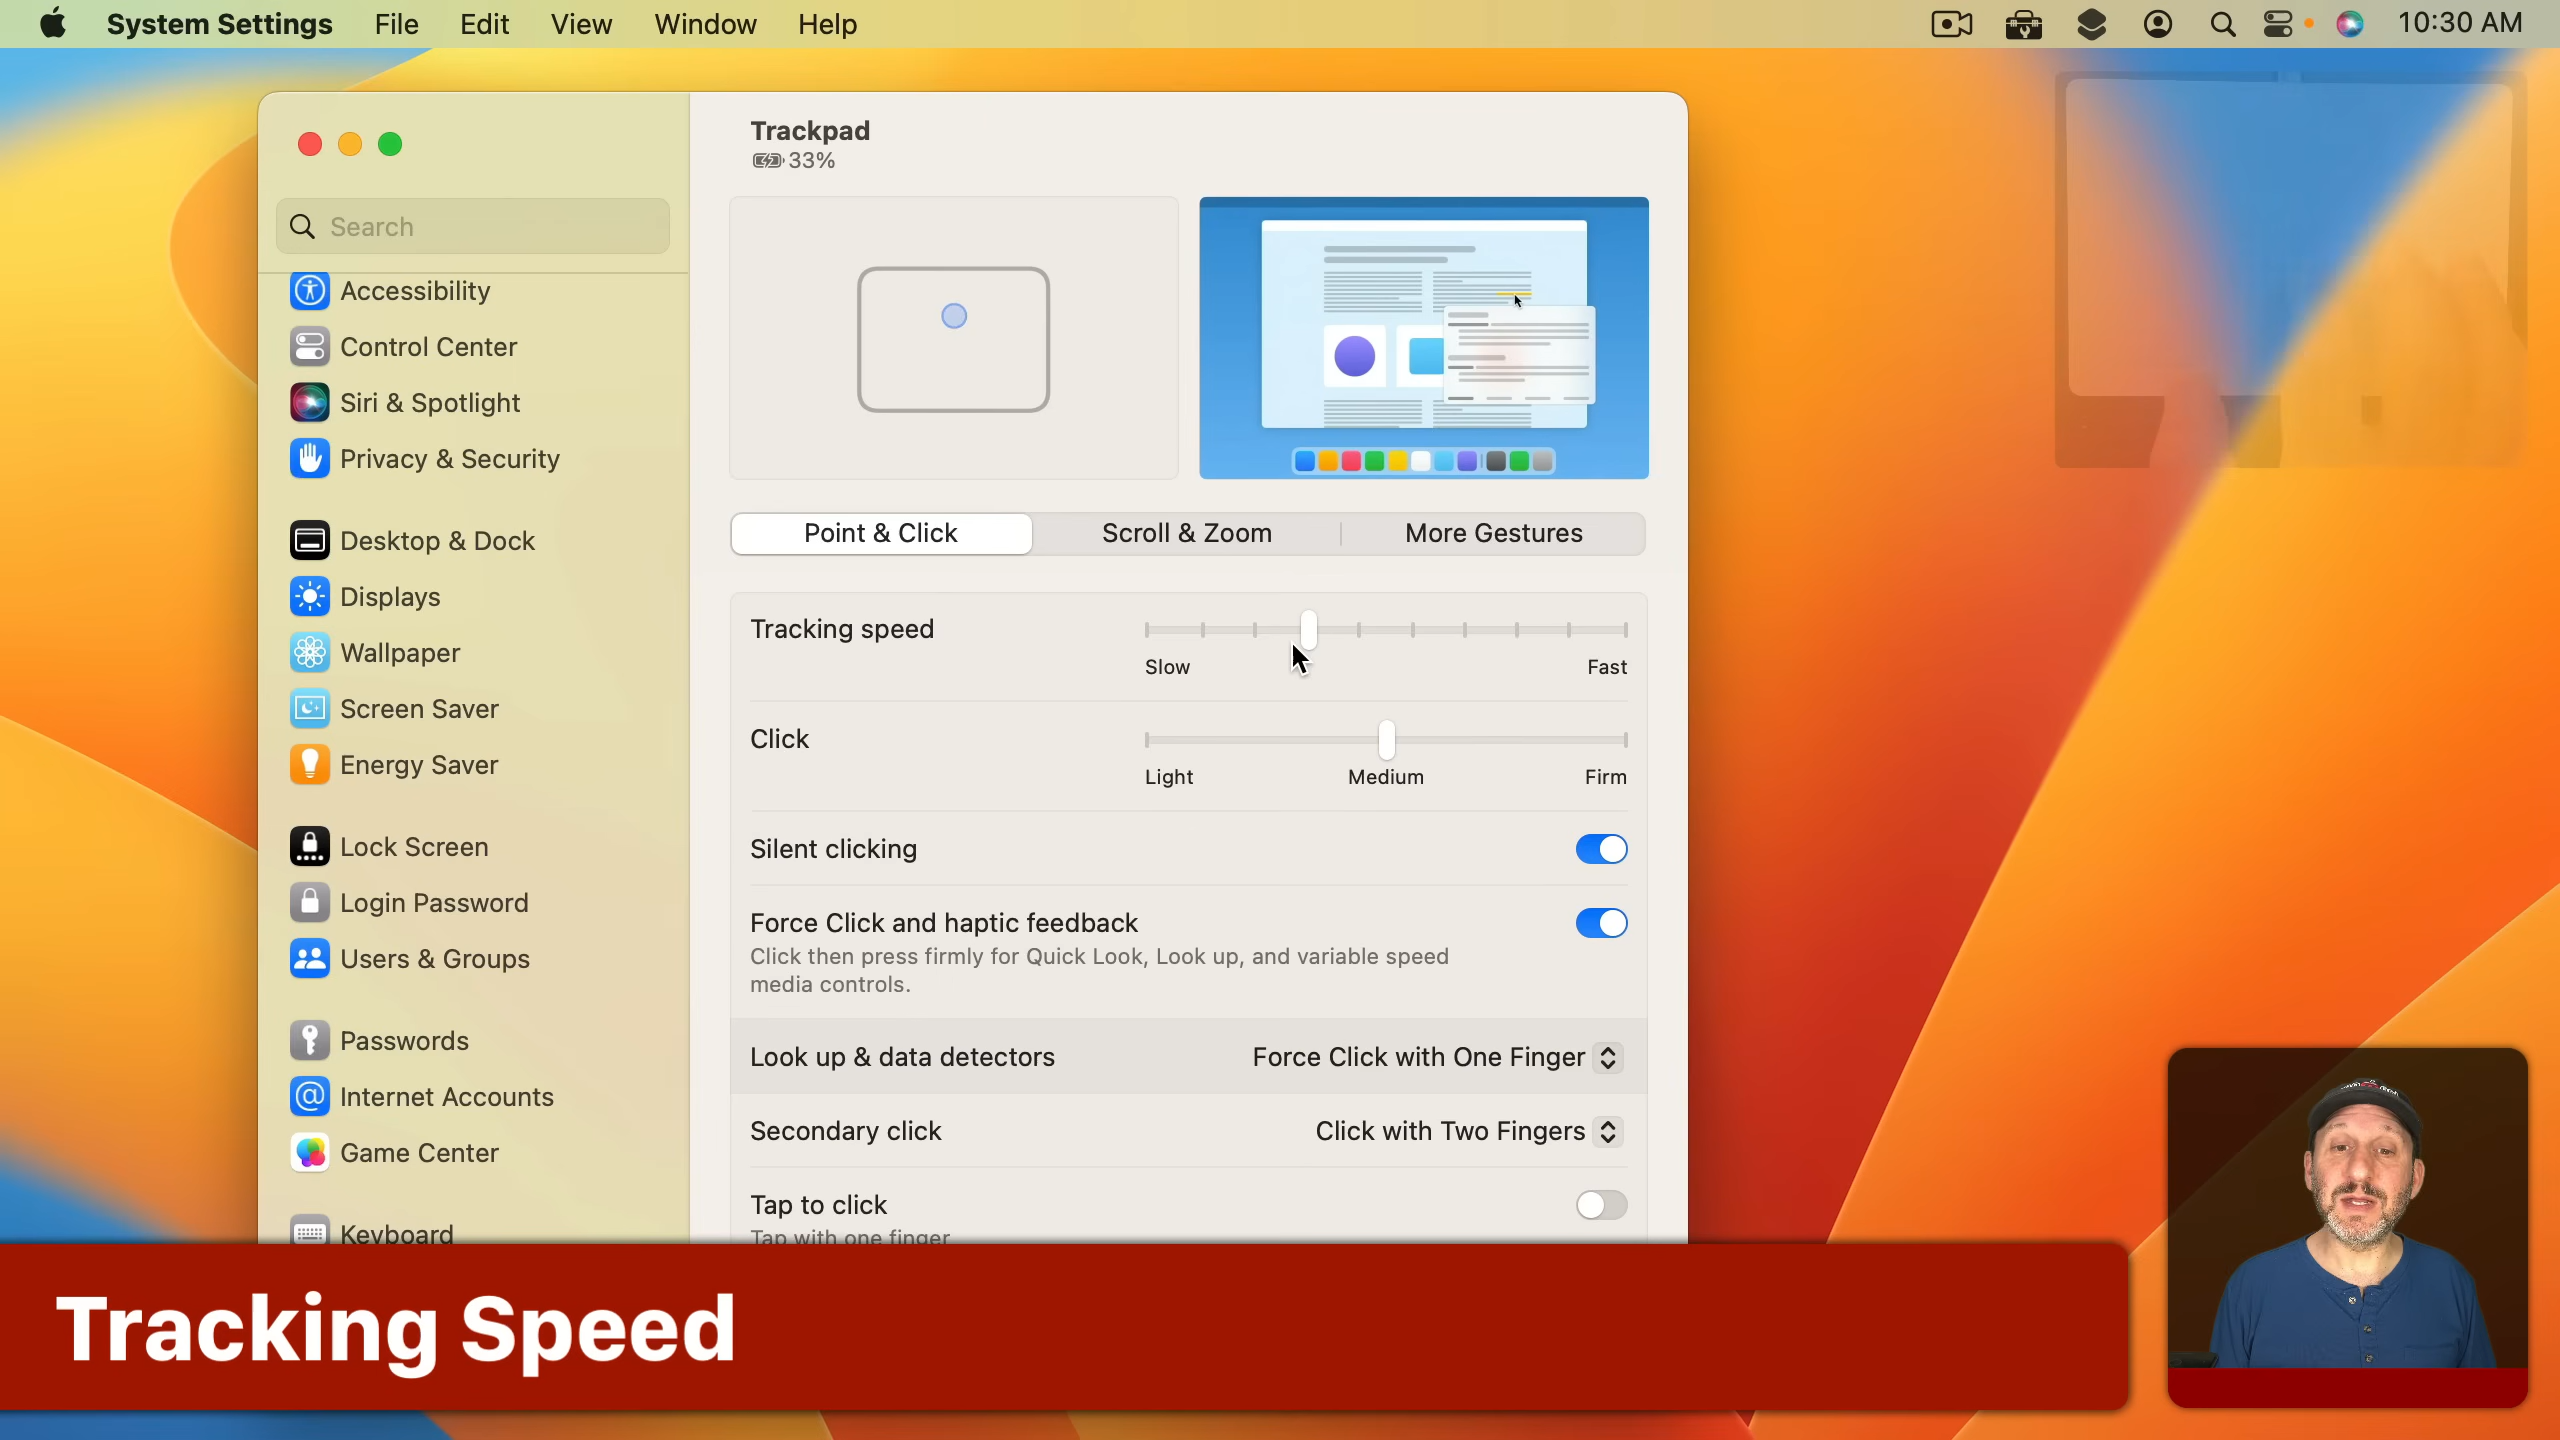 System Settings File Edit View Window Help 10:30 AM
Trackpad
33%
Search
Accessibility
Control Center
Siri & Spotlight
Privacy & Security
Desktop & Dock
Displays
Wallpaper
Screen Saver
Energy Saver
Lock Screen
Login Password
Users & Groups
Passwords
Internet Accounts
Game Center
Keyboard
Point & Click Scroll & Zoom More Gestures
Tracking speed
Slow Fast
Click
Light Medium Firm
Silent clicking
Force Click and haptic feedback
Click then press firmly for Quick Look, Look up, and variable speed
media controls.
Look up & data detectors Force Click with One Finger
Secondary click Click with Two Fingers
Tap to click
Tap with one finger
Tracking Speed